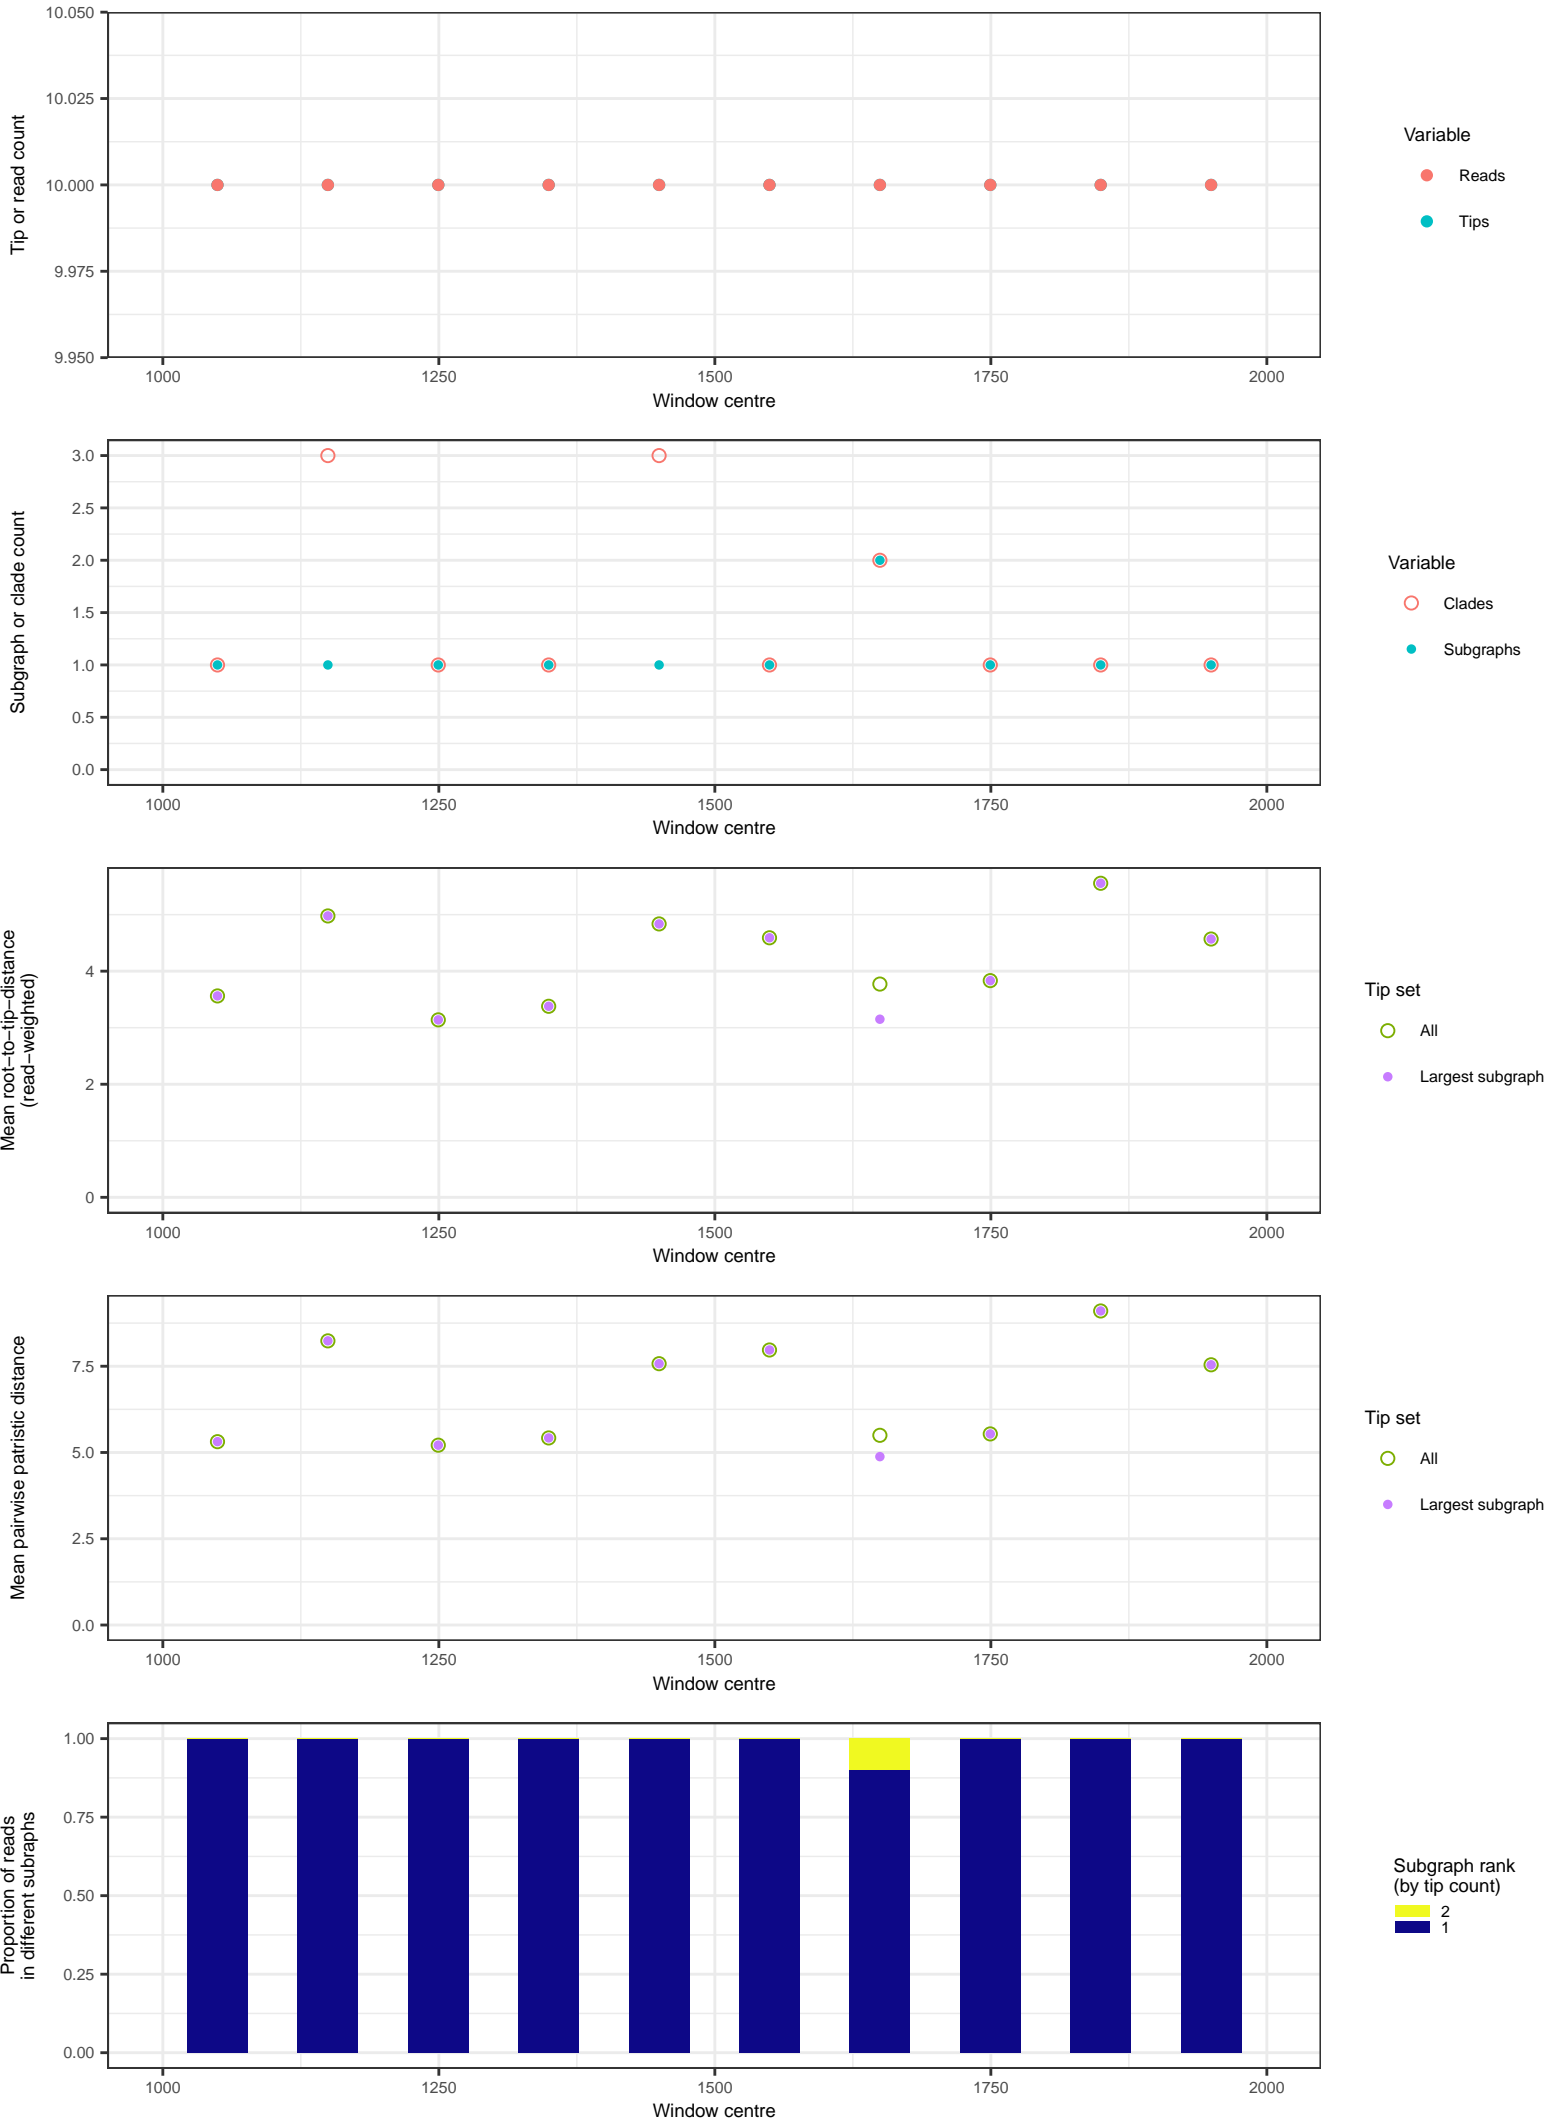 10.050
10.025
10.000
9.975
9.950
Tip or read count
1000 1250 1500 1750 2000
Window centre
Variable
Reads
Tips
3.0
2.5
2.0
1.5
1.0
0.5
0.0
Subgraph or clade count
1000 1250 1500 1750 2000
Window centre
Variable
Clades
Subgraphs
4
2
0
Mean root−to−tip−distance
(read−weighted)
1000 1250 1500 1750 2000
Window centre
Tip set
All
Largest subgraph
7.5
5.0
2.5
0.0
Mean pairwise patristic distance
1000 1250 1500 1750 2000
Window centre
Tip set
All
Largest subgraph
1.00
0.75
0.50
0.25
0.00
Proportion of reads
in different subraphs
1000 1250 1500 1750 2000
Window centre
Subgraph rank
(by tip count)
2
1